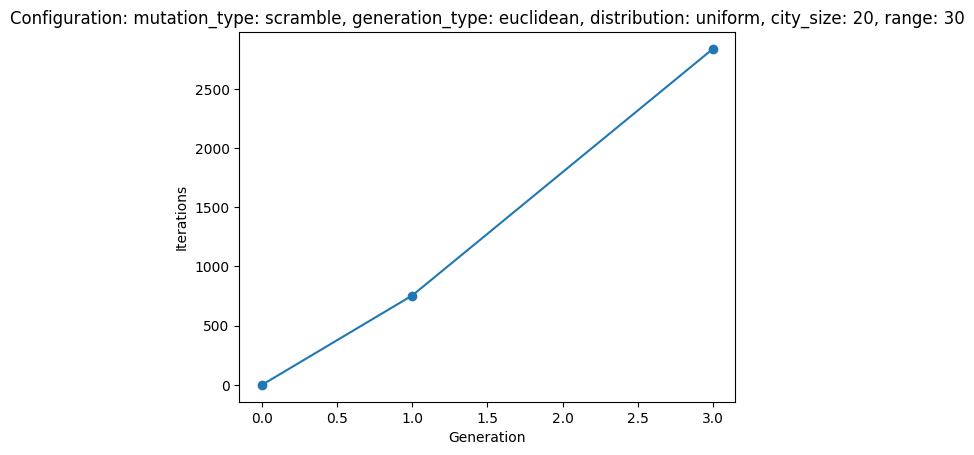 Configuration: mutation_type: scramble, generation_type: euclidean, distribution: uniform, city_size: 20, range: 30
2500
2000
1500
1000
500
0
Iterations
0.0 0.5 1.0 1.5 2.0 2.5 3.0
Generation